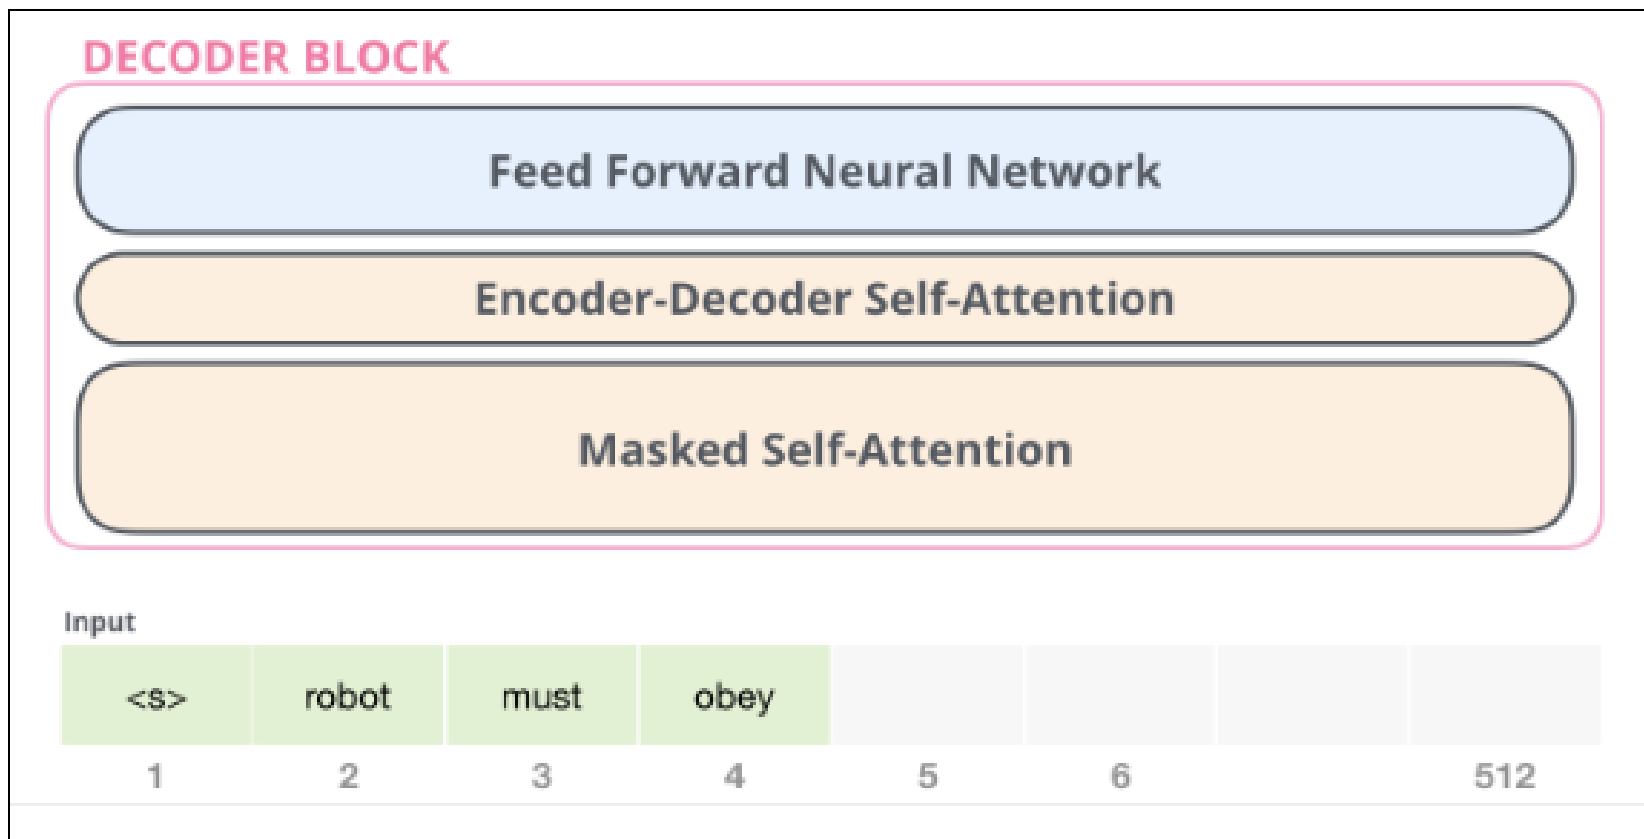 DECODER BLOCK
Feed Forward Neural Network
Encoder-Decoder Self-Attention
Masked Self-Attention
Input
<s> robot must obey
1 2 3 4 5 6 512